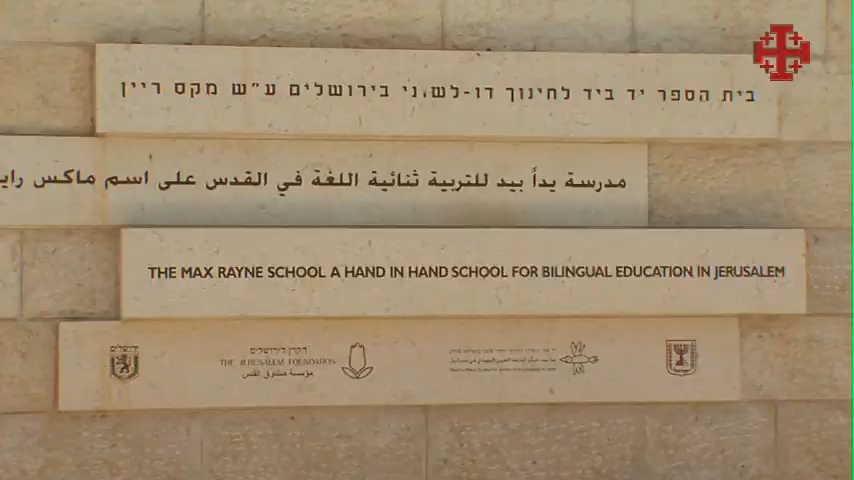 בית הספר יד ביד לחינוך דו-לשוני בירושלים ע"ש מקס ריין
مدرسة يداً بيد للتربية ثنائية اللغة في القدس على اسم ماكس راي
THE MAX RAYNE SCHOOL A HAND IN HAND SCHOOL FOR BILINGUAL EDUCATION IN JERUSALEM
ירושלים
הקרן לירושלים
THE JERUSALEM FOUNDATION
مؤسسة صندوق القدس